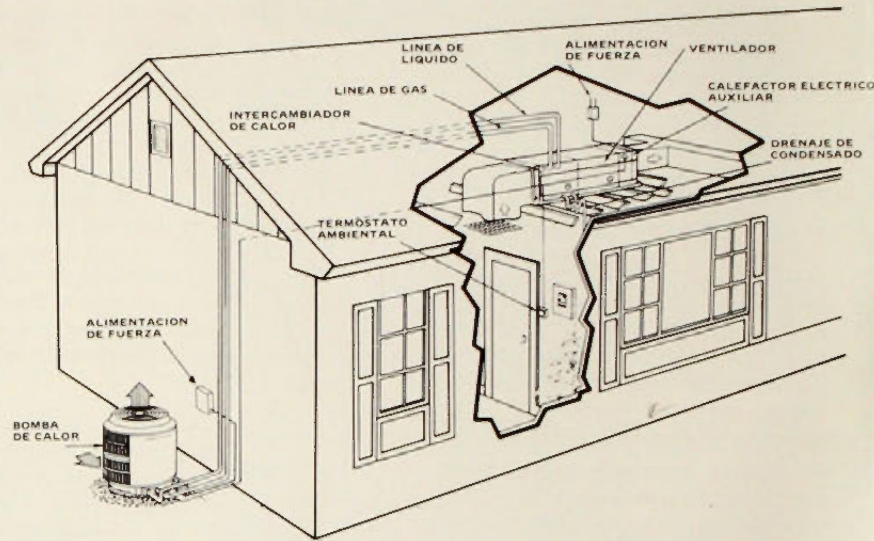 LINEA DE
LIQUIDO
ALIMENTACION
DE FUERZA
VENTILADOR
LINEA DE GAS
CALEFACTOR ELECTRICO
AUXILIAR
INTERCAMBIADOR
DE CALOR
DRENAJE DE
CONDENSADO
TERMOSTATO
AMBIENTAL
ALIMENTACION
DE FUERZA
BOMBA
DE CALOR